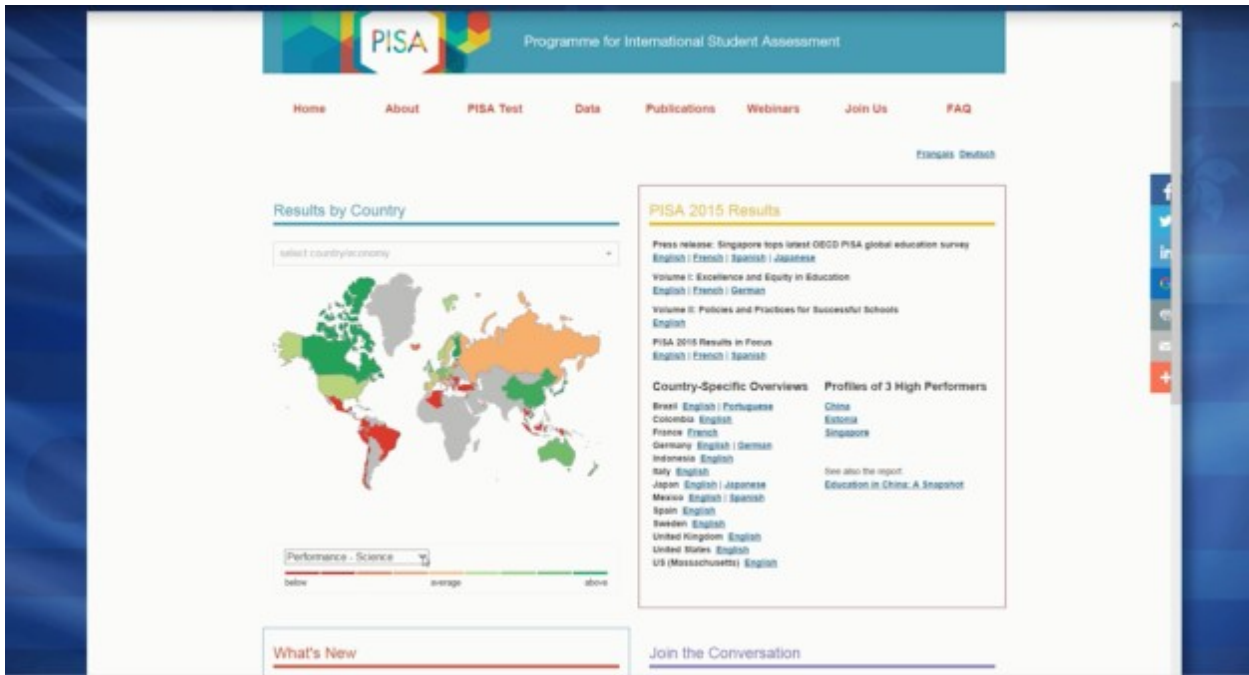 PISA
Programme for International Student Assessment
Home About PISA Test Data Publications Webinars Join Us FAQ
Français Deutsch
Results by Country
select country/economy
below average above
Performance - Science
PISA 2015 Results
Press release: Singapore tops latest OECD PISA global education survey
English | French | Spanish | Japanese
Volume I: Excellence and Equity in Education
English | French | German
Volume II: Policies and Practices for Successful Schools
English
PISA 2015 Results in Focus
English | French | Spanish
Country-Specific Overviews
Brazil English | Portuguese
Colombia English
France French
Germany English | German
Indonesia English
Italy English
Japan English | Japanese
Mexico English | Spanish
Spain English
Sweden English
United Kingdom English
United States English
US (Massachusetts) English
Profiles of 3 High Performers
China
Estonia
Singapore
See also the report:
Education in China: A Snapshot
What's New
Join the Conversation